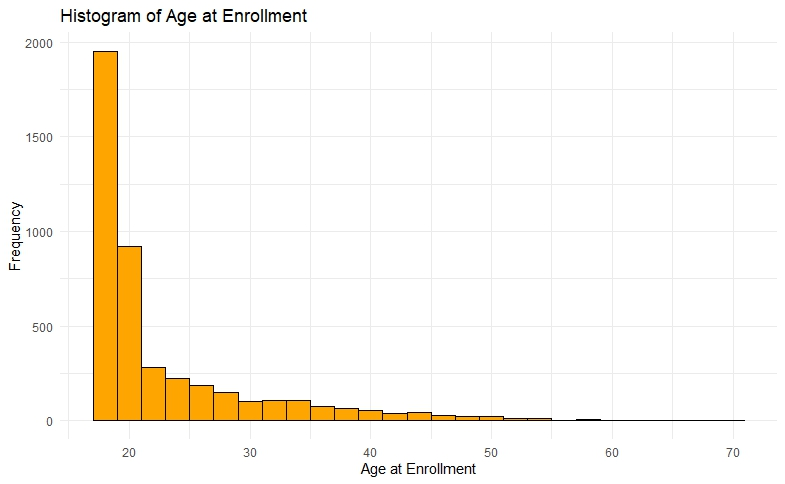 Histogram of Age at Enrollment
2000
1500
1000
500
0
Frequency
20 30 40 50 60 70
Age at Enrollment